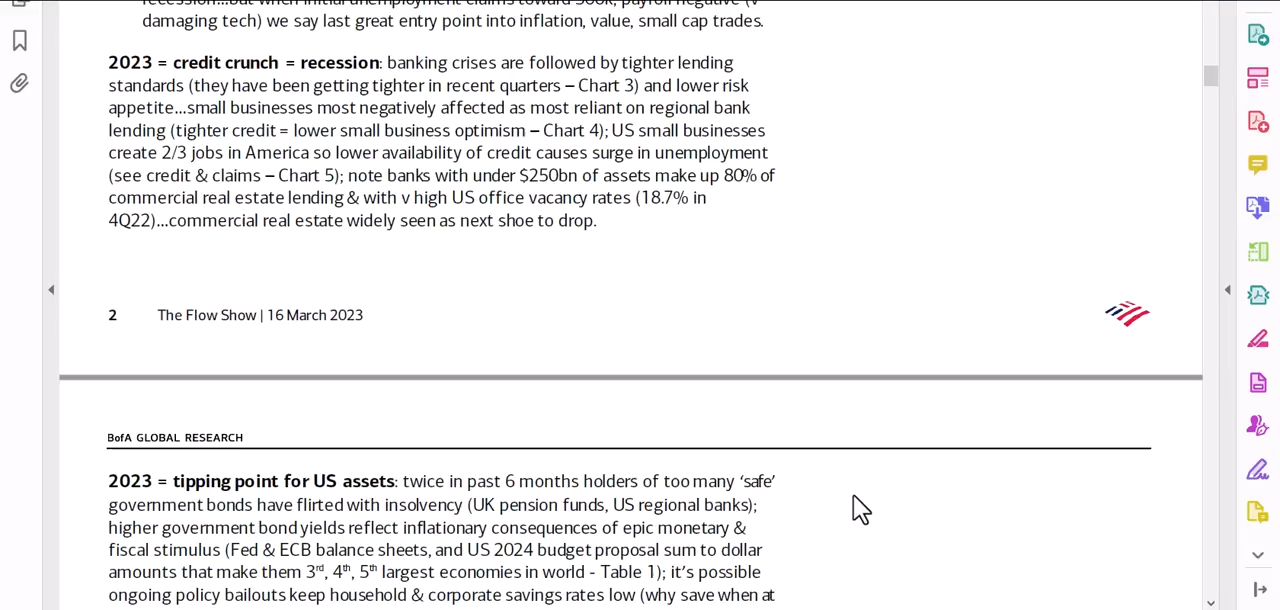 recession...but when initial unemployment claims toward 300k, payroll negative (v
damaging tech) we say last great entry point into inflation, value, small cap trades.
2023 = credit crunch = recession: banking crises are followed by tighter lending
standards (they have been getting tighter in recent quarters – Chart 3) and lower risk
appetite...small businesses most negatively affected as most reliant on regional bank
lending (tighter credit = lower small business optimism – Chart 4); US small businesses
create 2/3 jobs in America so lower availability of credit causes surge in unemployment
(see credit & claims – Chart 5); note banks with under $250bn of assets make up 80% of
commercial real estate lending & with v high US office vacancy rates (18.7% in
4Q22)...commercial real estate widely seen as next shoe to drop.
2 The Flow Show | 16 March 2023
BofA GLOBAL RESEARCH
2023 = tipping point for US assets: twice in past 6 months holders of too many ‘safe’
government bonds have flirted with insolvency (UK pension funds, US regional banks);
higher government bond yields reflect inflationary consequences of epic monetary &
fiscal stimulus (Fed & ECB balance sheets, and US 2024 budget proposal sum to dollar
amounts that make them 3rd, 4th, 5th largest economies in world - Table 1); it’s possible
ongoing policy bailouts keep household & corporate savings rates low (why save when at